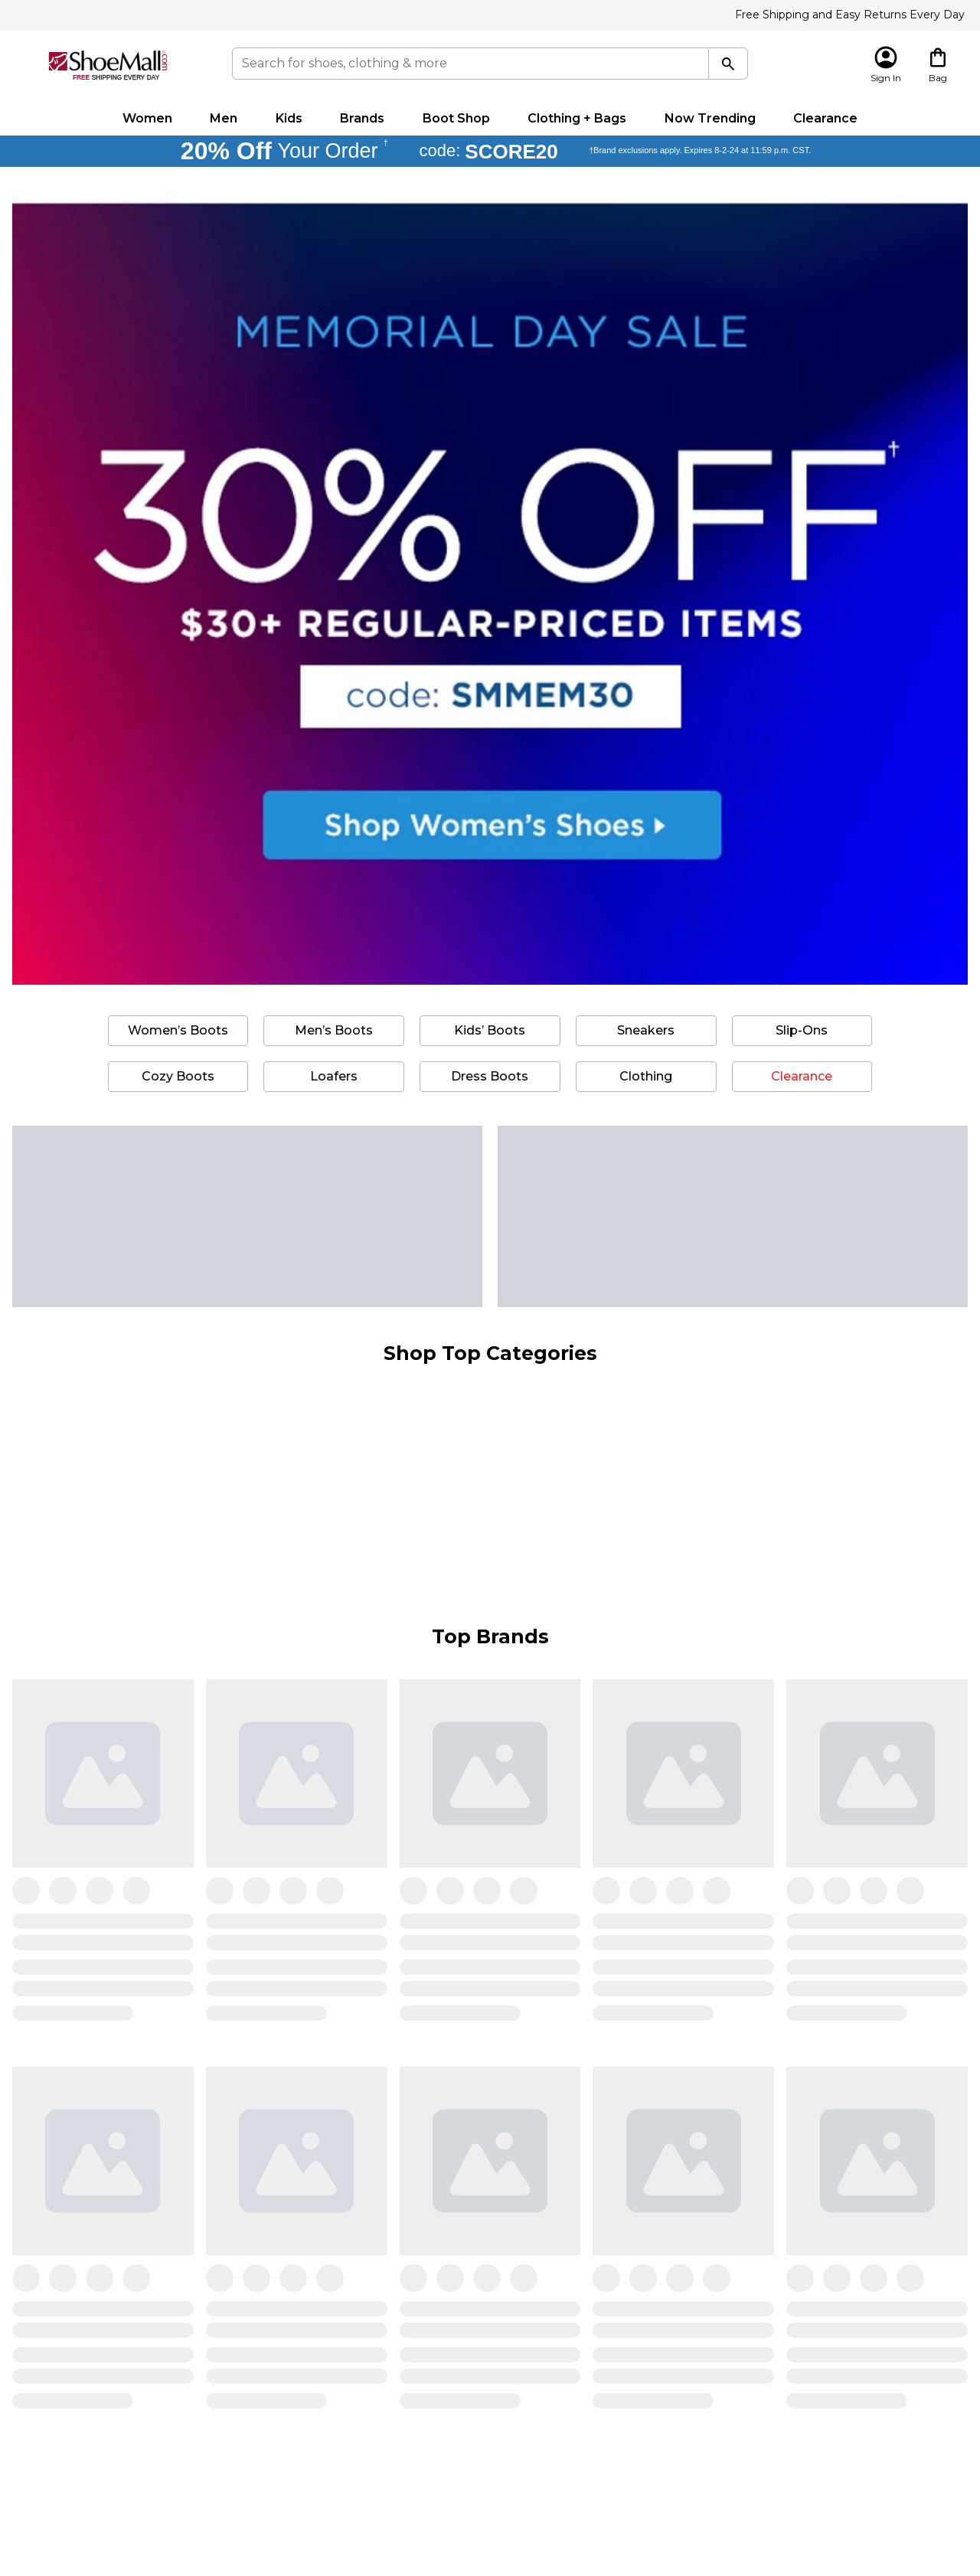 Free Shipping and Easy Returns Every Day
ShoeMall.com
FREE SHIPPING EVERY DAY
Search for shoes, clothing & more
Sign In
Bag
Women Men Kids Brands Boot Shop Clothing + Bags Now Trending Clearance
20% Off Your Order † code: SCORE20 †Brand exclusions apply. Expires 8-2-24 at 11:59 p.m. CST.
MEMORIAL DAY SALE
30% OFF†
$30+ REGULAR-PRICED ITEMS
code: SMMEM30
Shop Women's Shoes
Women's Boots Men's Boots Kids' Boots Sneakers Slip-Ons
Cozy Boots Loafers Dress Boots Clothing Clearance
Shop Top Categories
Top Brands